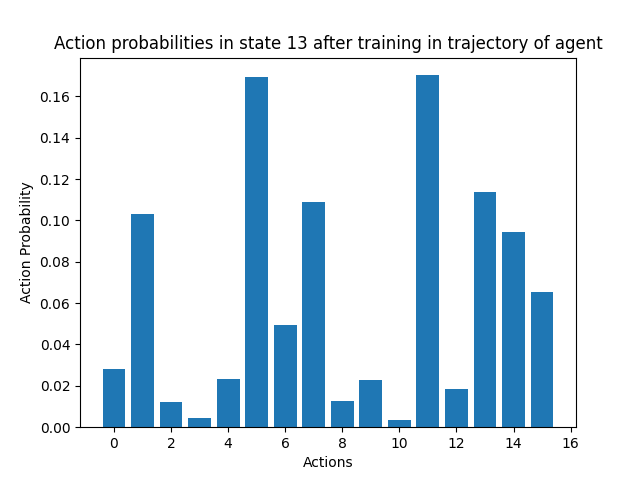 Action probabilities in state 13 after training in trajectory of agent
0.16
0.14
0.12
0.10
0.08
0.06
0.04
0.02
0.00
Action Probability
0 2 4 6 8 10 12 14 16
Actions